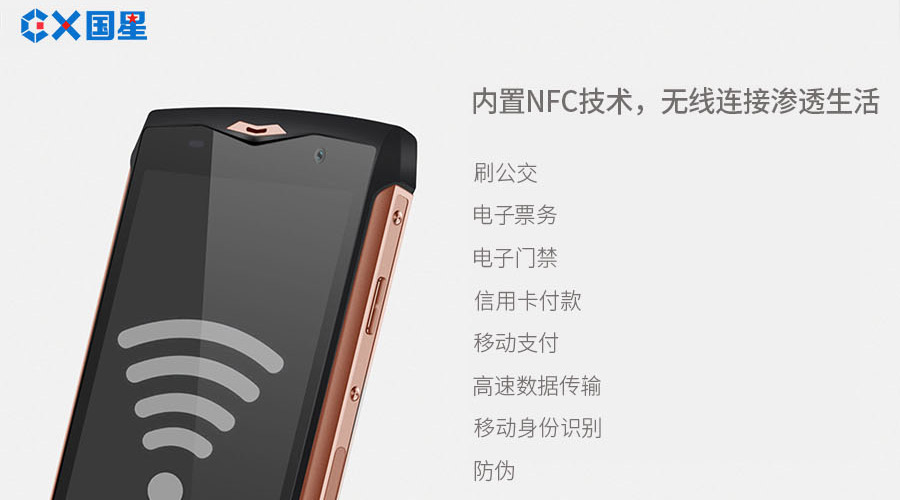 CX国星
内置NFC技术，无线连接渗透生活
刷公交
电子票务
电子门禁
信用卡付款
移动支付
高速数据传输
移动身份识别
防伪